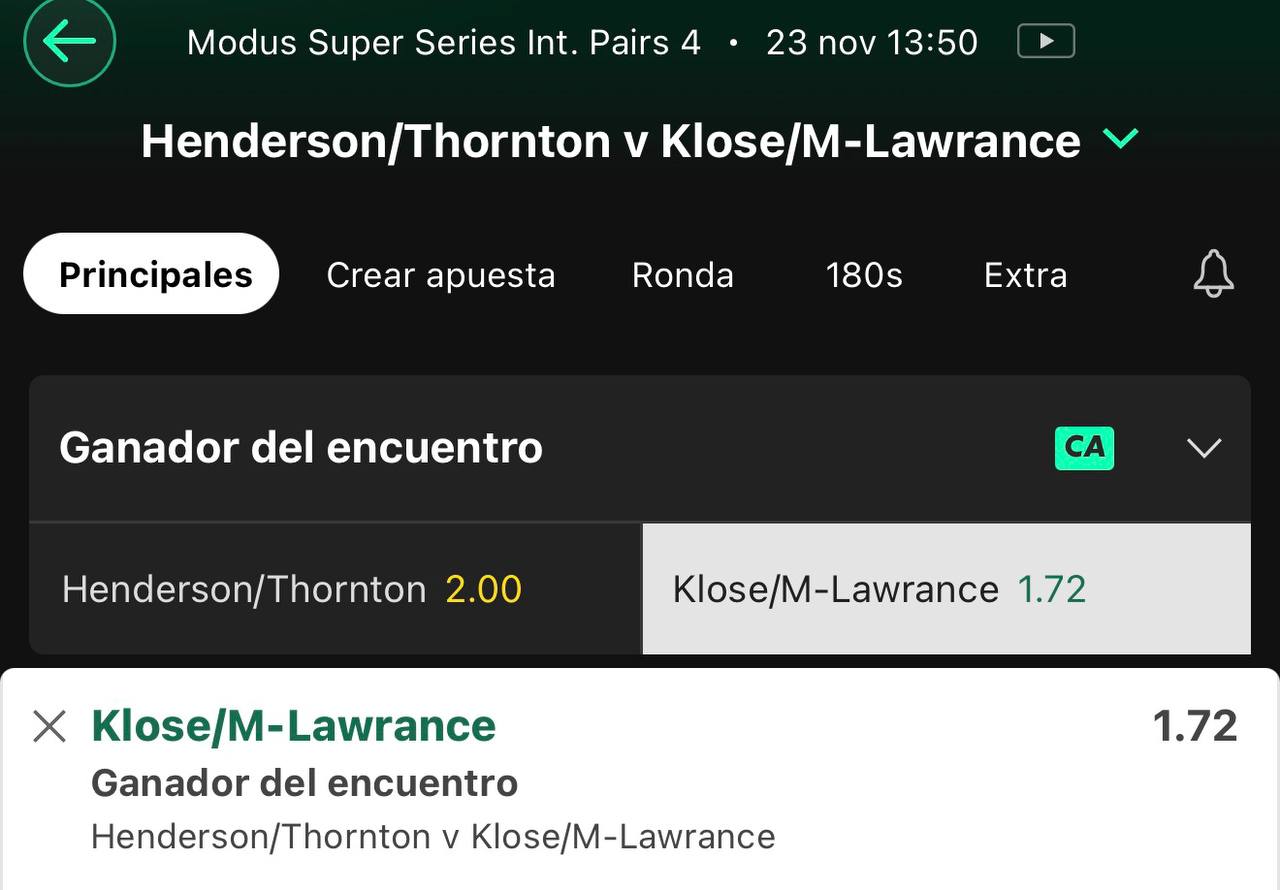 Modus Super Series Int. Pairs 4 • 23 nov 13:50
Henderson/Thornton v Klose/M-Lawrance
Principales Crear apuesta Ronda 180s Extra
Ganador del encuentro CA
Henderson/Thornton 2.00 Klose/M-Lawrance 1.72
Klose/M-Lawrance 1.72
Ganador del encuentro
Henderson/Thornton v Klose/M-Lawrance